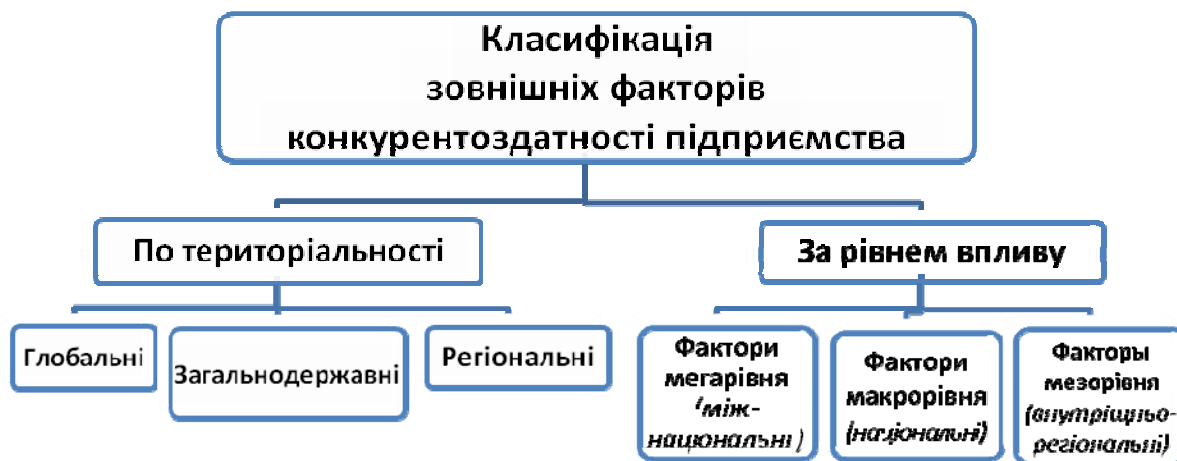 Класифікація
зовнішніх факторів
конкурентоздатності підприємства
По територіальності
За рівнем впливу
Глобальні
Загальнодержавні
Регіональні
Фактори
мегарівня
(між-
національні)
Фактори
макрорівня
(національні)
Факторы
мезорівня
(внутріщньо-
регіональні)